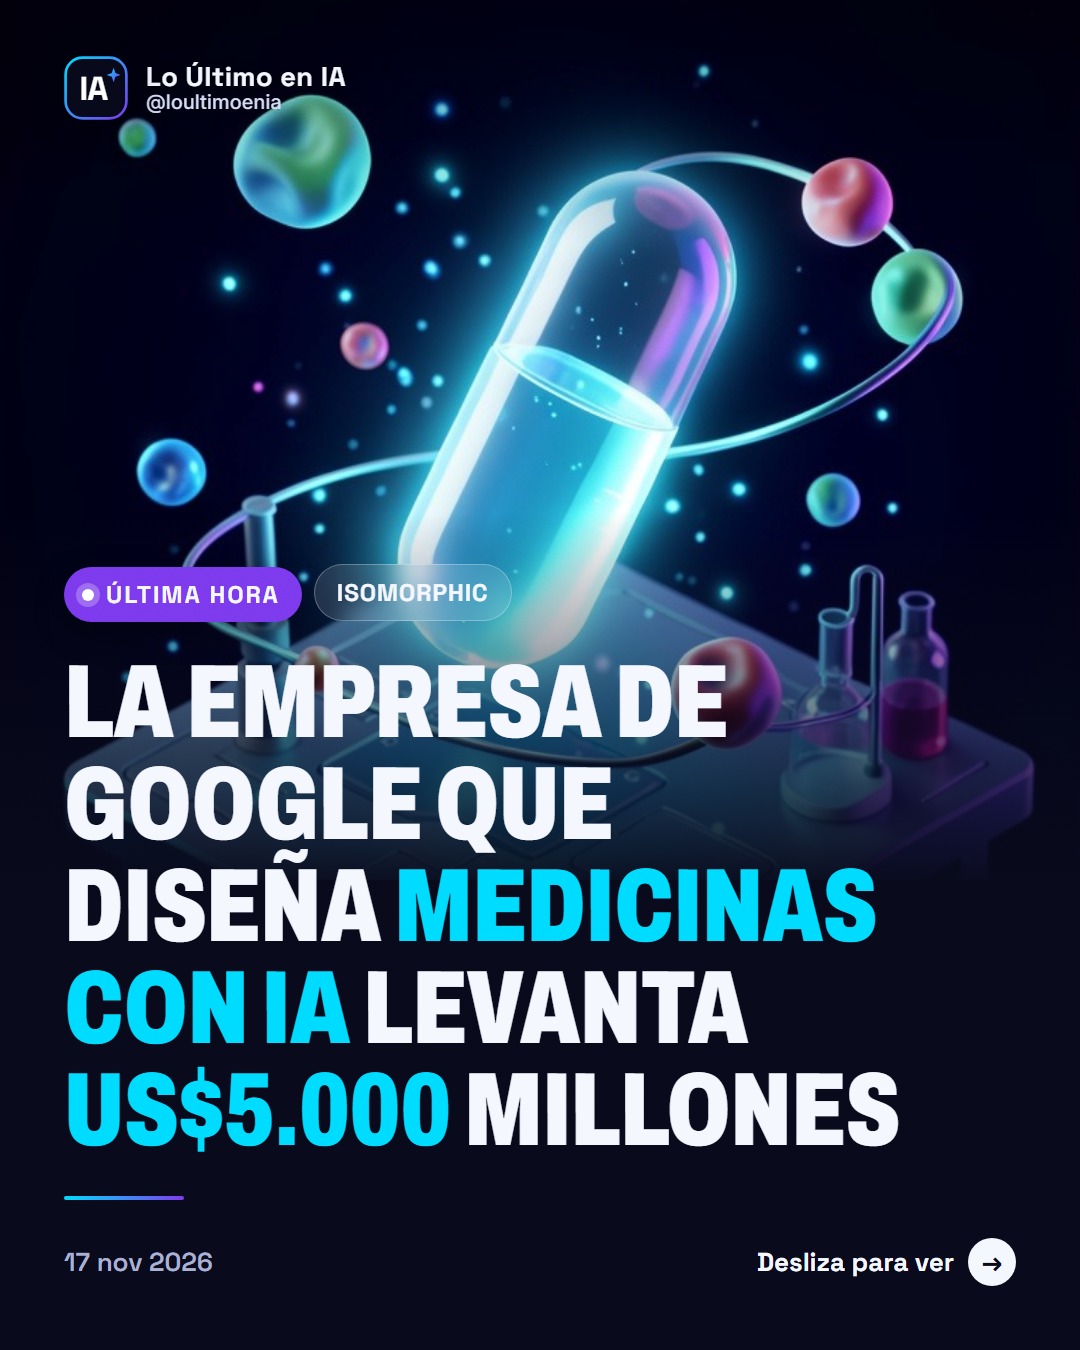 IA
Lo Último en IA
@loultimoenia
ÚLTIMA HORA
ISOMORPHIC
LA EMPRESA DE
GOOGLE QUE
DISEÑA MEDICINAS
CON IA LEVANTA
US$5.000 MILLONES
17 nov 2026
Desliza para ver →